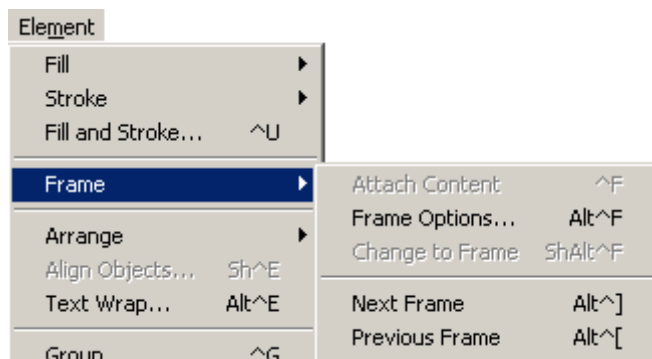 Element
Fill
Stroke
Fill and Stroke... ^U
Frame
Attach Content ^F
Frame Options... Alt^F
Change to Frame ShAlt^F
Next Frame Alt^]
Previous Frame Alt^[
Arrange
Align Objects... Sh^E
Text Wrap... Alt^E
Group ^G